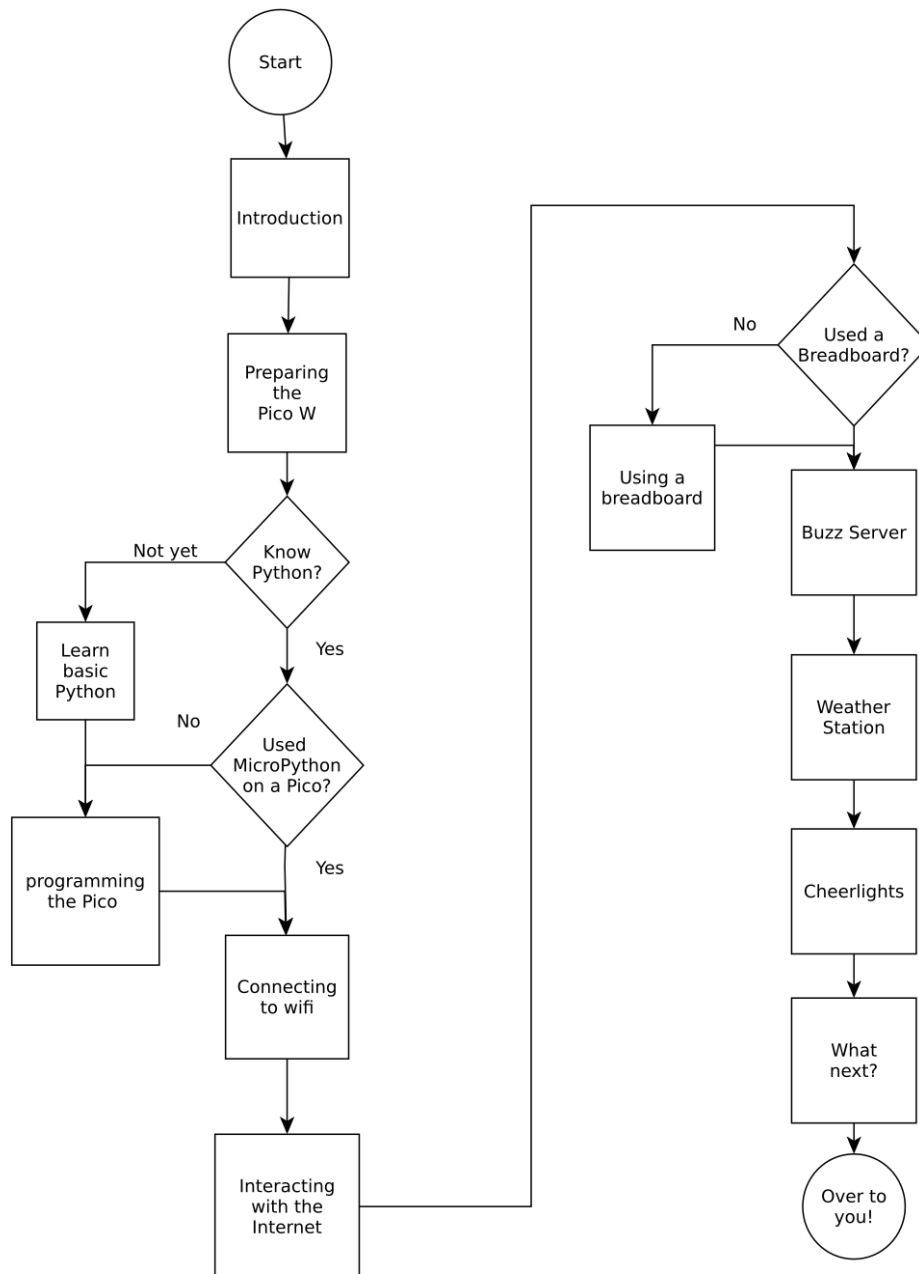 Start
Introduction
Preparing
the
Pico W
Know
Python?
Not yet
Yes
Learn
basic
Python
No
Used
MicroPython
on a Pico?
Yes
programming
the Pico
Connecting
to wifi
Interacting
with the
Internet
Used a
Breadboard?
No
Using a
breadboard
Buzz Server
Weather
Station
Cheerlights
What
next?
Over to
you!